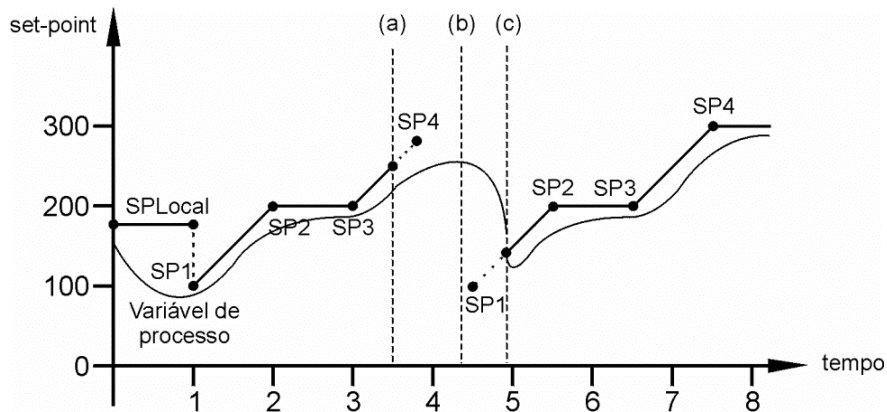 set-point
(a)
(b)
(c)
SP4
SP4
300
SPLocal
SP2
SP3
200
SP2
SP3
SP1
100
SP1
Variável de
processo
0
tempo
1
2
3
4
5
6
7
8